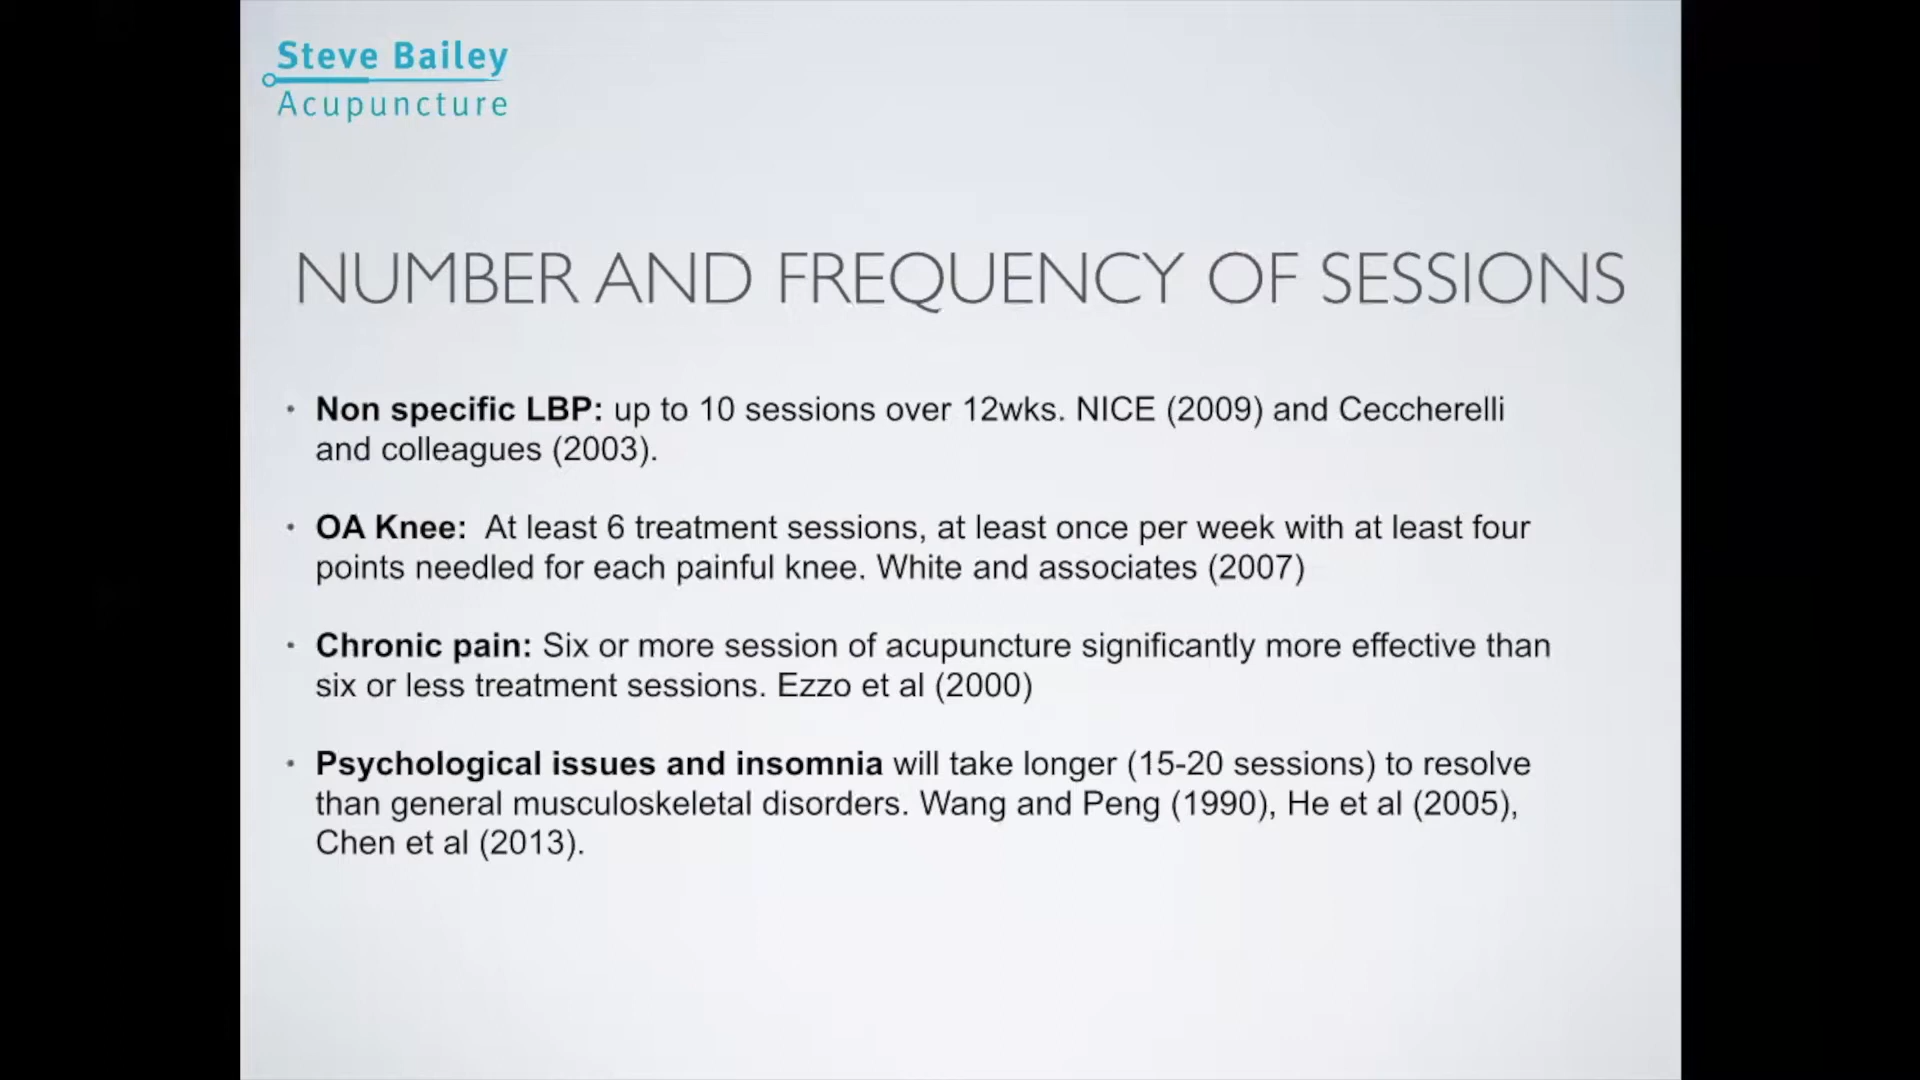 Steve Bailey
Acupuncture
NUMBER AND FREQUENCY OF SESSIONS
• Non specific LBP: up to 10 sessions over 12wks. NICE (2009) and Ceccherelli
and colleagues (2003).
• OA Knee: At least 6 treatment sessions, at least once per week with at least four
points needled for each painful knee. White and associates (2007)
• Chronic pain: Six or more session of acupuncture significantly more effective than
six or less treatment sessions. Ezzo et al (2000)
• Psychological issues and insomnia will take longer (15-20 sessions) to resolve
than general musculoskeletal disorders. Wang and Peng (1990), He et al (2005),
Chen et al (2013).